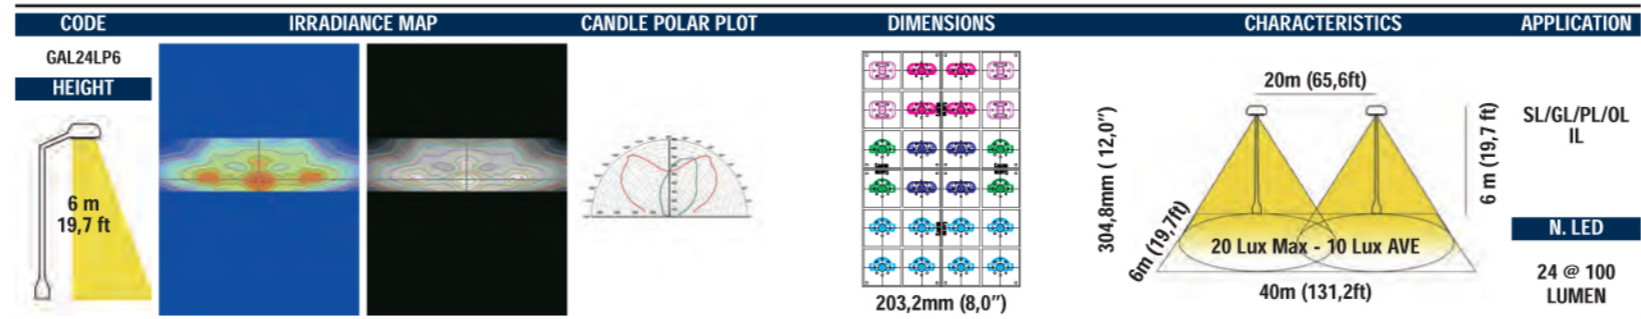 CODE
IRRADIANCE MAP
CANDLE POLAR PLOT
DIMENSIONS
CHARACTERISTICS
APPLICATION
GAL24LP6
HEIGHT
6 m
19,7 ft
304,8mm ( 12,0”)
203,2mm (8,0”)
20m (65,6ft)
6 m (19,7 ft)
6m (19,7ft)
20 Lux Max - 10 Lux AVE
40m (131,2ft)
SL/GL/PL/OL
IL
N. LED
24 @ 100
LUMEN